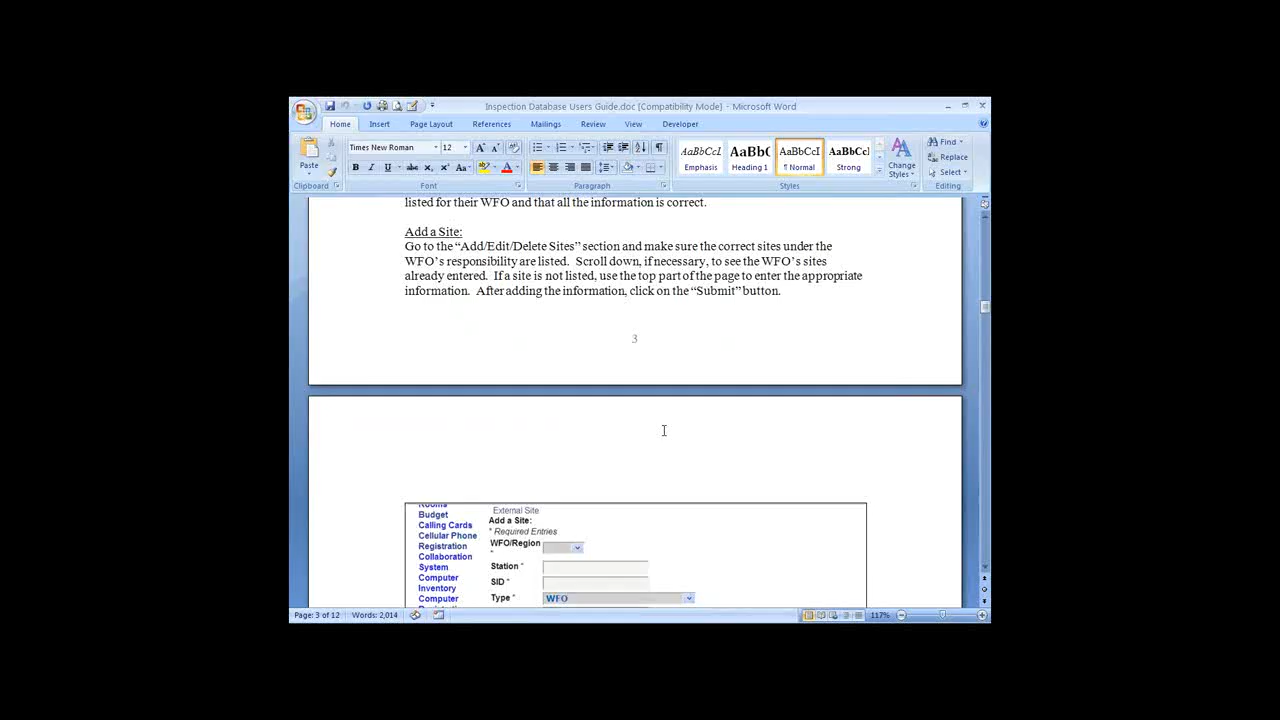 Inspection Database Users Guide.doc [Compatibility Mode] - Microsoft Word
Home Insert Page Layout References Mailings Review View Developer
Paste
Clipboard
Times New Roman 12
Font
Paragraph
AaBbCcI AaBbC AaBbCcI AaBbCcI
Emphasis Heading 1 ¶ Normal Strong
Change Styles
Styles
Find
Replace
Select
Editing
listed for their WFO and that all the information is correct.
Add a Site:
Go to the “Add/Edit/Delete Sites” section and make sure the correct sites under the
WFO’s responsibility are listed. Scroll down, if necessary, to see the WFO’s sites
already entered. If a site is not listed, use the top part of the page to enter the appropriate
information. After adding the information, click on the “Submit” button.
3
Rooms
Budget
Calling Cards
Cellular Phone
Registration
Collaboration
System
Computer
Inventory
Computer
External Site
Add a Site:
* Required Entries
WFO/Region
*
Station *
SID *
Type * WFO
Page: 3 of 12 Words: 2,014 117%